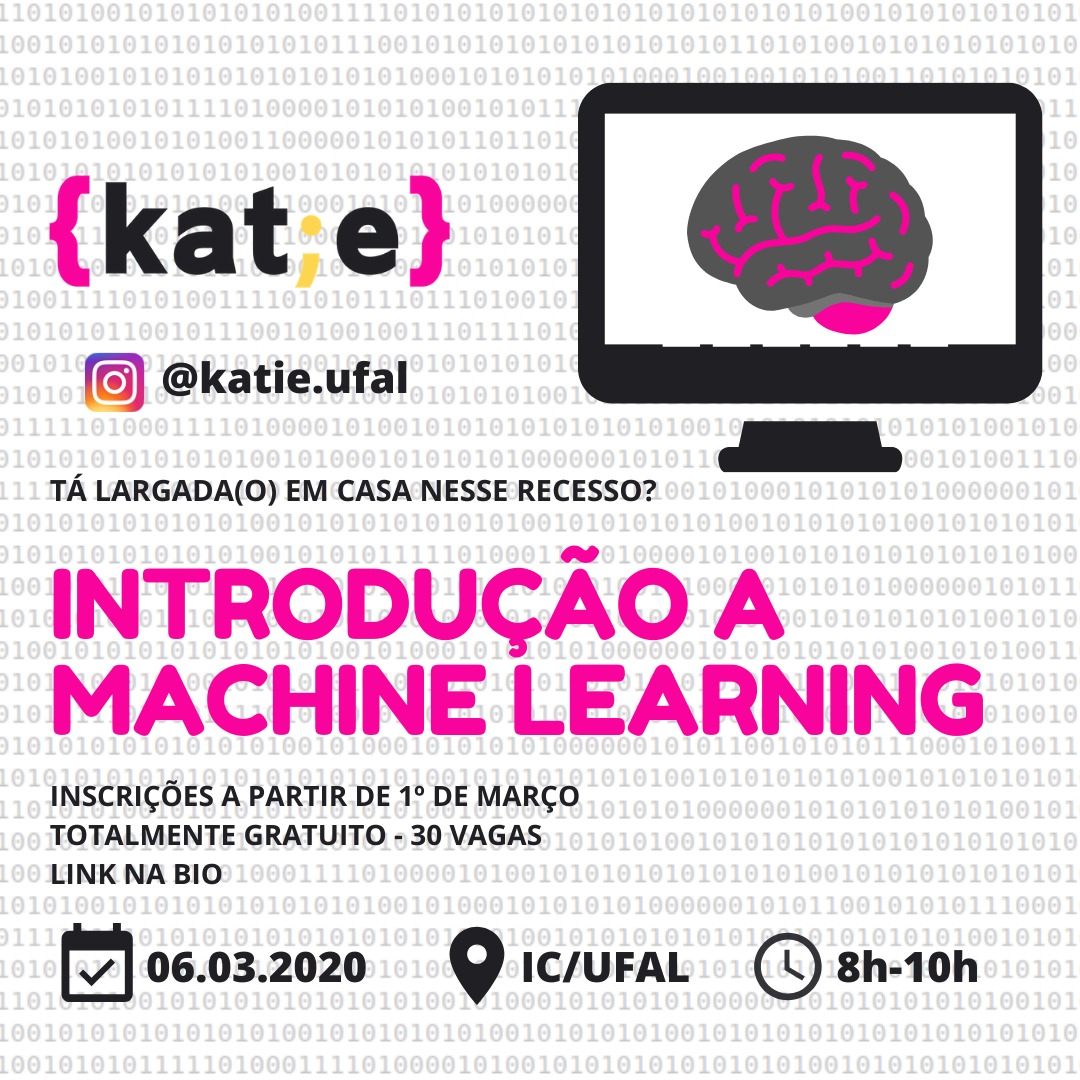 {kat;e}
@katie.ufal
TÁ LARGADA(O) EM CASA NESSE RECESSO?
INTRODUÇÃO A
MACHINE LEARNING
INSCRIÇÕES A PARTIR DE 1º DE MARÇO
TOTALMENTE GRATUITO - 30 VAGAS
LINK NA BIO
06.03.2020
IC/UFAL
8h-10h